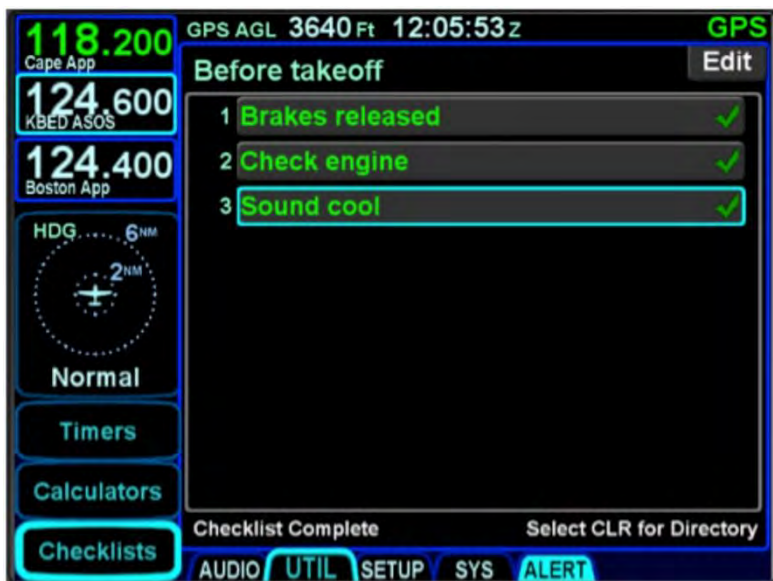 118.200
Cape App
124.600
KBED ASOS
124.400
Boston App
HDG 6NM
2NM
Normal
Timers
Calculators
Checklists
GPS AGL 3640 Ft 12:05:53 Z GPS
Before takeoff Edit
1 Brakes released
2 Check engine
3 Sound cool
Checklist Complete Select CLR for Directory
AUDIO UTIL SETUP SYS ALERT